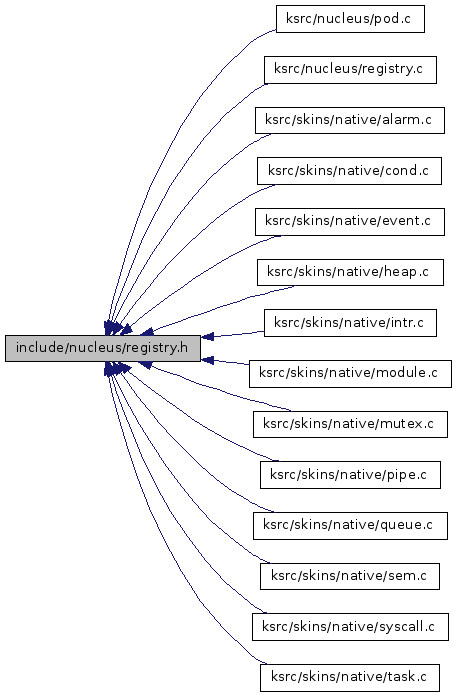 ksrc/nucleus/pod.c
ksrc/nucleus/registry.c
ksrc/skins/native/alarm.c
ksrc/skins/native/cond.c
ksrc/skins/native/event.c
ksrc/skins/native/heap.c
ksrc/skins/native/intr.c
include/nucleus/registry.h
ksrc/skins/native/module.c
ksrc/skins/native/mutex.c
ksrc/skins/native/pipe.c
ksrc/skins/native/queue.c
ksrc/skins/native/sem.c
ksrc/skins/native/syscall.c
ksrc/skins/native/task.c